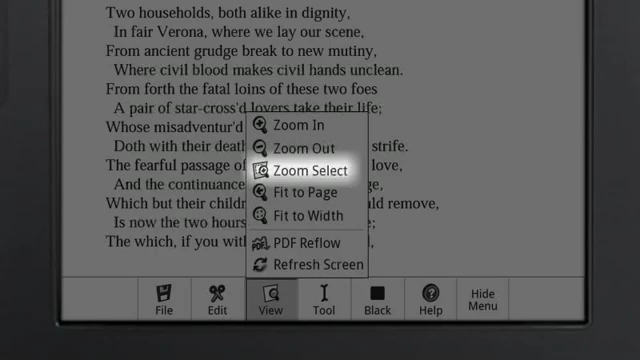 Two households, both alike in dignity,
In fair Verona, where we lay our scene,
From ancient grudge break to new mutiny,
Where civil blood makes civil hands unclean.
From forth the fatal loins of these two foes
A pair of star-cross'd lovers take their life;
Whose misadventur'd
Doth with their death strife.
The fearful passage of love,
And the continuance
Which but their childr ld remove,
Is now the two hours
The which, if you wit
Zoom In
Zoom Out
Zoom Select
Fit to Page
Fit to Width
PDF Reflow
Refresh Screen
File
Edit
View
Tool
Black
Help
Hide
Menu